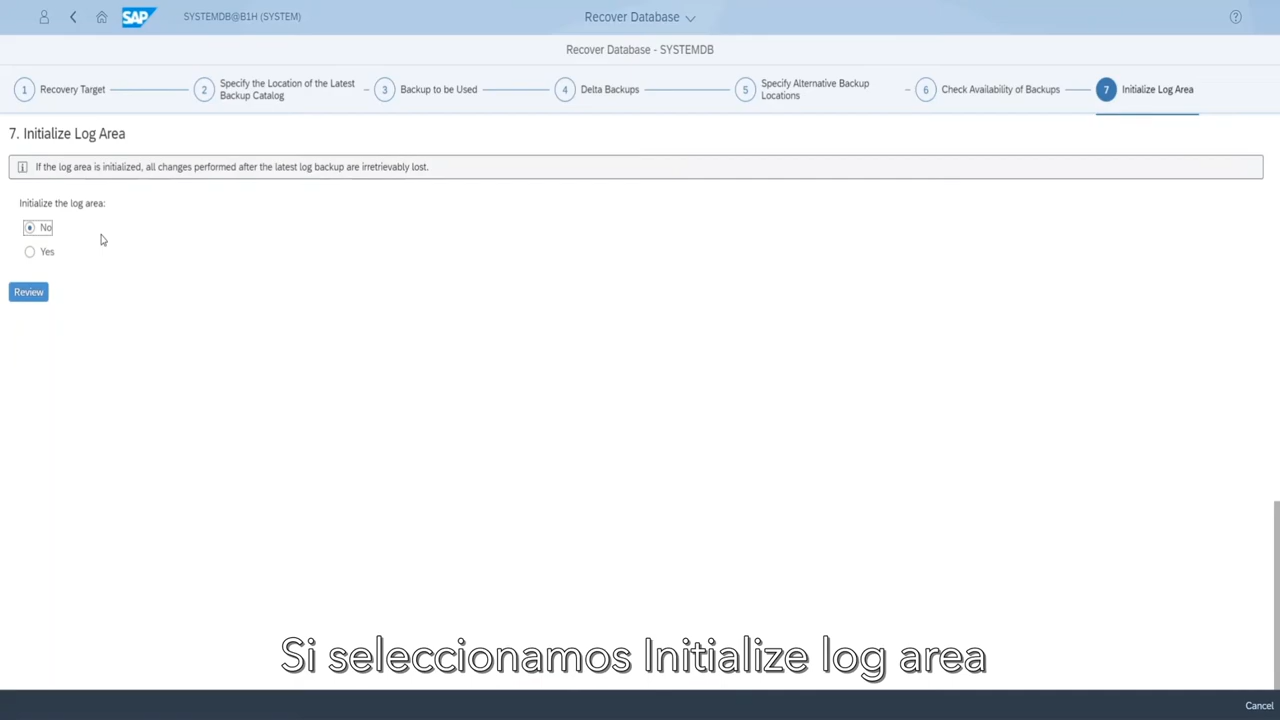 SAP
SYSTEMDB@B1H (SYSTEM)
Recover Database
Recover Database - SYSTEMDB
1 Recovery Target
2 Specify the Location of the Latest
Backup Catalog
3 Backup to be Used
4 Delta Backups
5 Specify Alternative Backup
Locations
6 Check Availability of Backups
7 Initialize Log Area
7. Initialize Log Area
If the log area is initialized, all changes performed after the latest log backup are irretrievably lost.
Initialize the log area:
No
Yes
Review
Si seleccionamos Initialize log area
Cancel